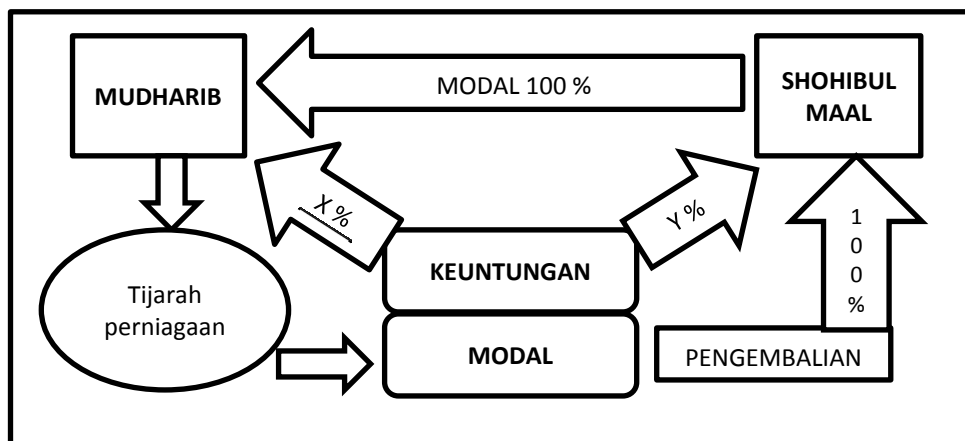 MUDHARIB
MODAL 100 %
SHOHIBUL
MAAL
X %
Y %
1
0
0
%
Tijarah
perniagaan
KEUNTUNGAN
MODAL
PENGEMBALIAN